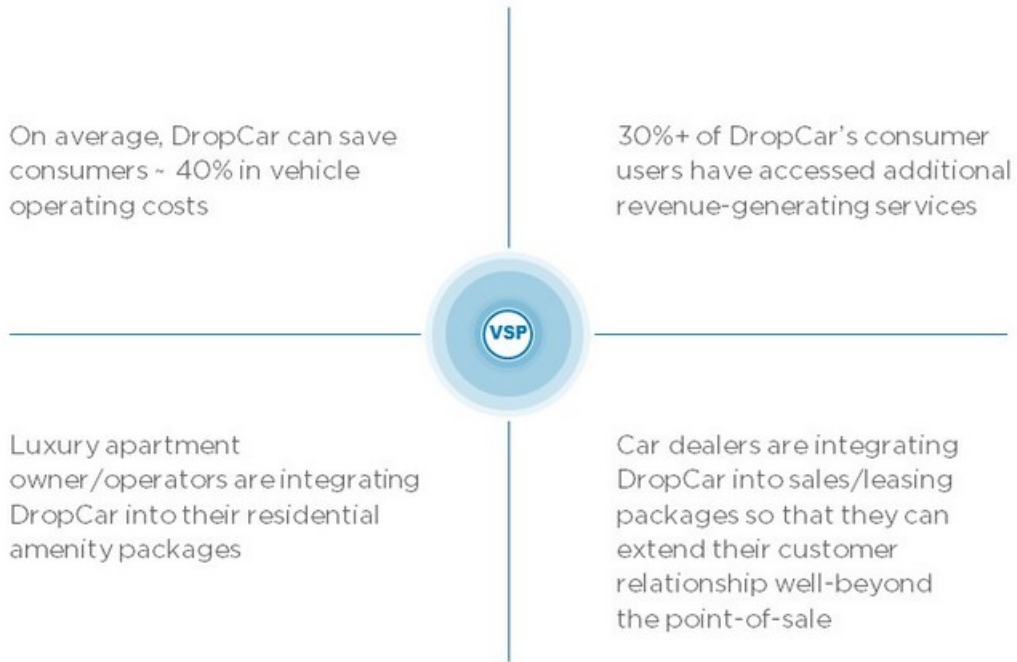 On average, DropCar can save
consumers ~ 40% in vehicle
operating costs
30%+ of DropCar's consumer
users have accessed additional
revenue-generating services
VSP
Luxury apartment
owner/operators are integrating
DropCar into their residential
amenity packages
Car dealers are integrating
DropCar into sales/leasing
packages so that they can
extend their customer
relationship well-beyond
the point-of-sale